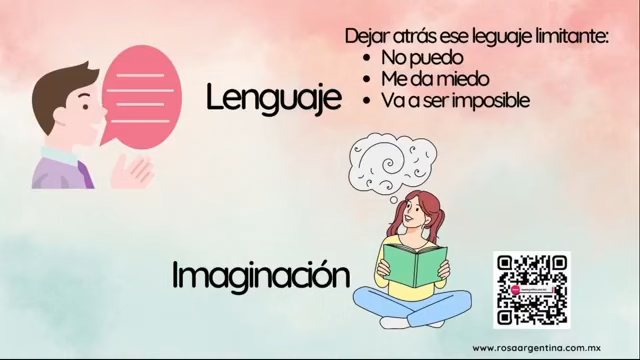 Dejar atrás ese leguaje limitante:
• No puedo
• Me da miedo
• Va a ser imposible
Lenguaje
Imaginación
www.rosaargentina.com.mx